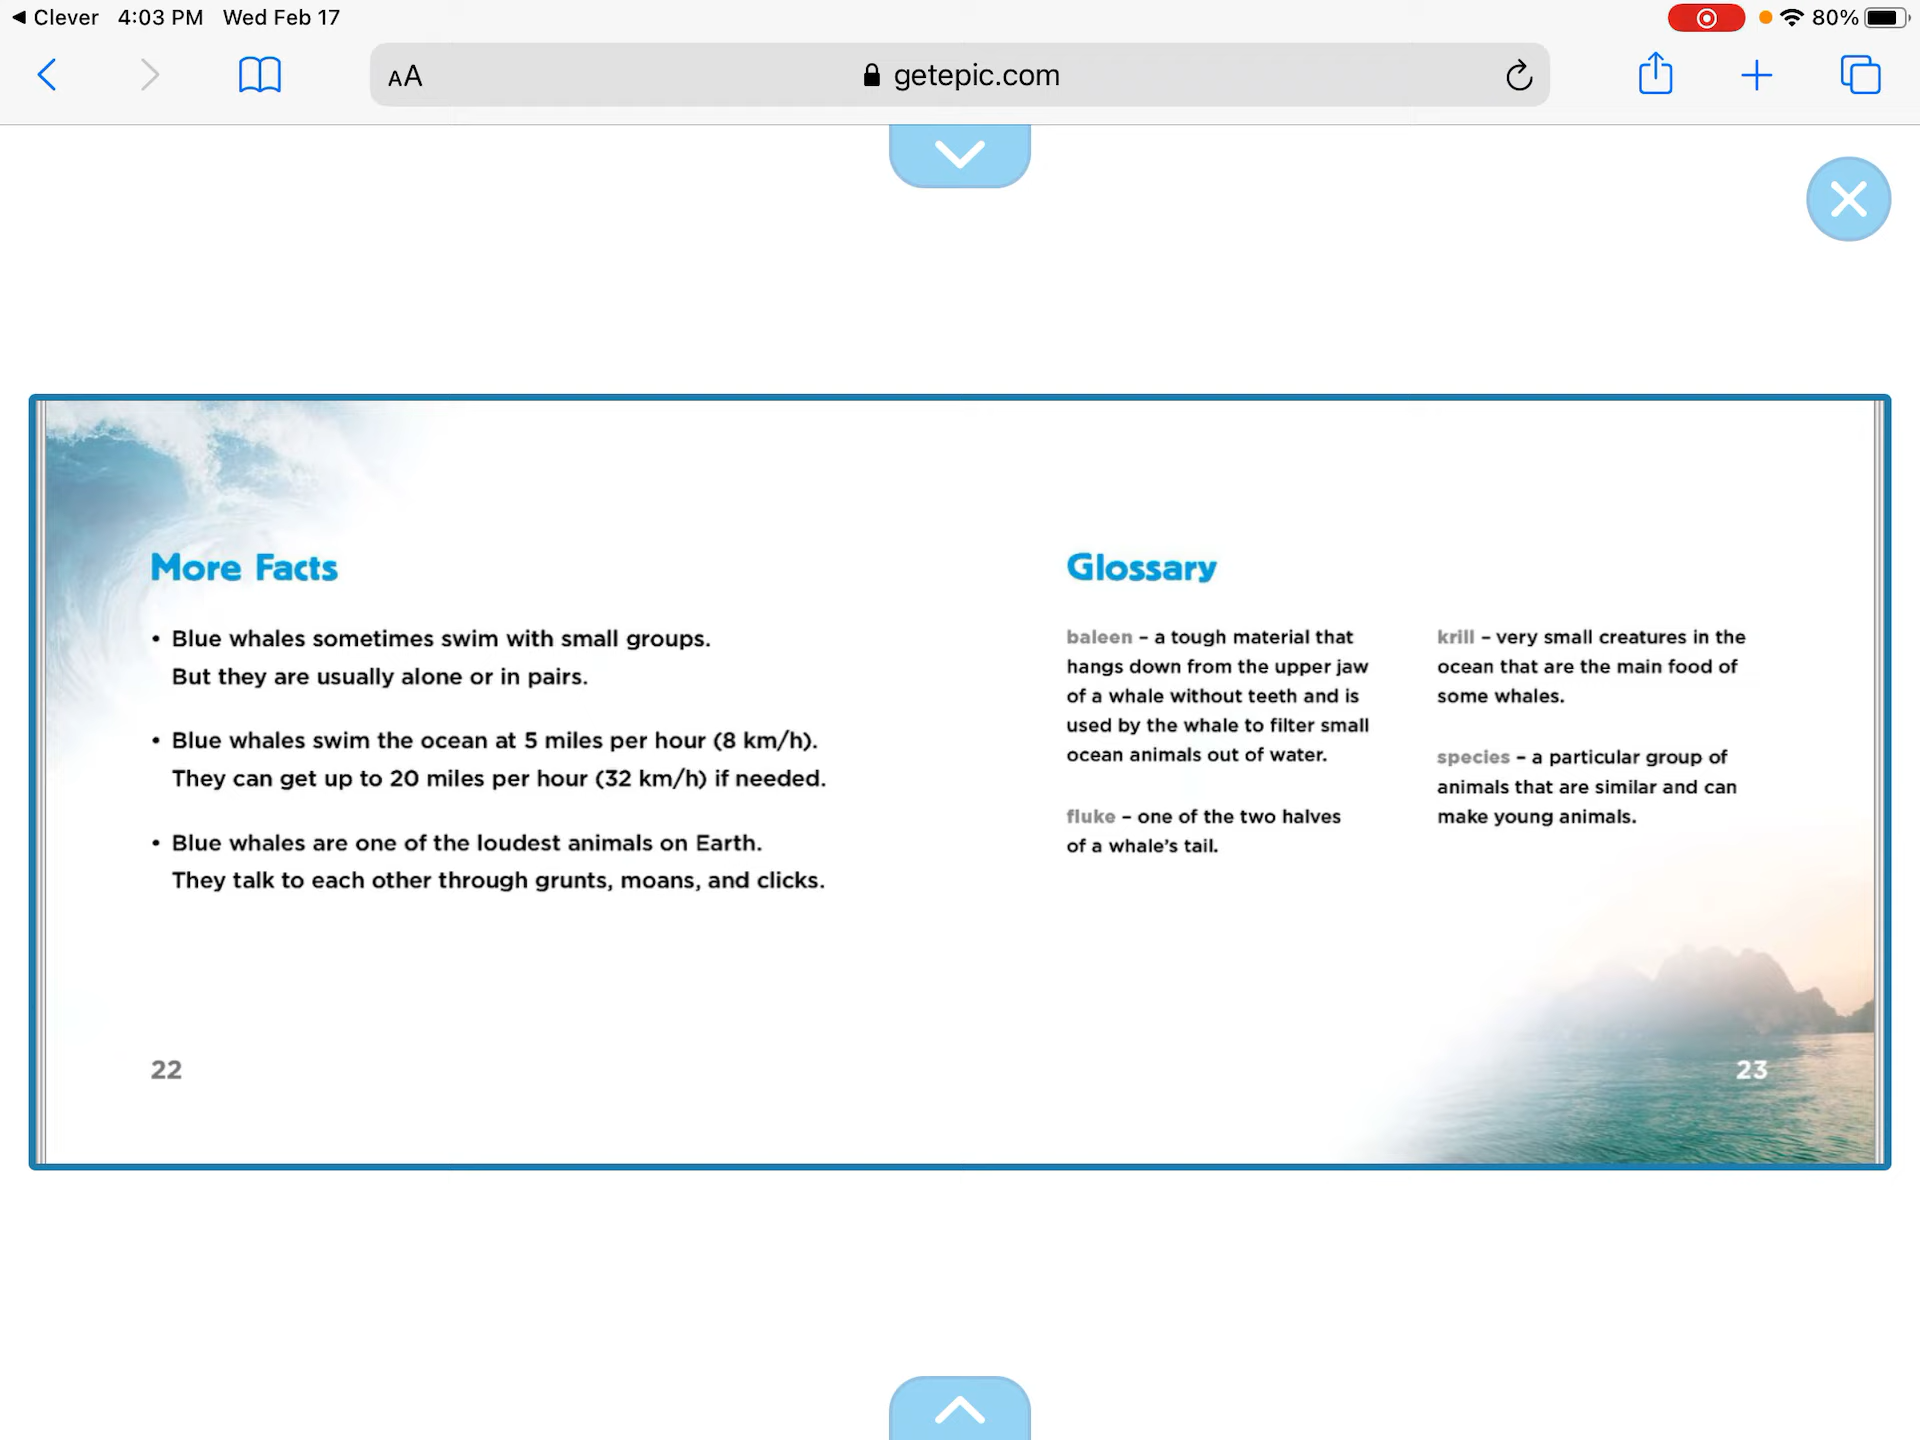 Clever 4:03 PM Wed Feb 17
80%
AA
getepic.com
More Facts
• Blue whales sometimes swim with small groups.
But they are usually alone or in pairs.
• Blue whales swim the ocean at 5 miles per hour (8 km/h).
They can get up to 20 miles per hour (32 km/h) if needed.
• Blue whales are one of the loudest animals on Earth.
They talk to each other through grunts, moans, and clicks.
22
Glossary
baleen – a tough material that
hangs down from the upper jaw
of a whale without teeth and is
used by the whale to filter small
ocean animals out of water.
fluke – one of the two halves
of a whale's tail.
krill – very small creatures in the
ocean that are the main food of
some whales.
species – a particular group of
animals that are similar and can
make young animals.
23